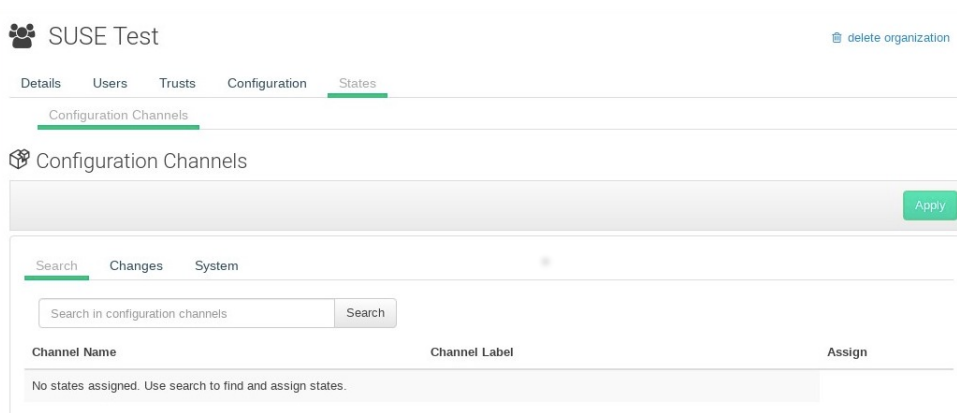 SUSE Test
delete organization
Details Users Trusts Configuration States
Configuration Channels
Configuration Channels
Apply
Search Changes System
Search in configuration channels Search
Channel Name Channel Label Assign
No states assigned. Use search to find and assign states.